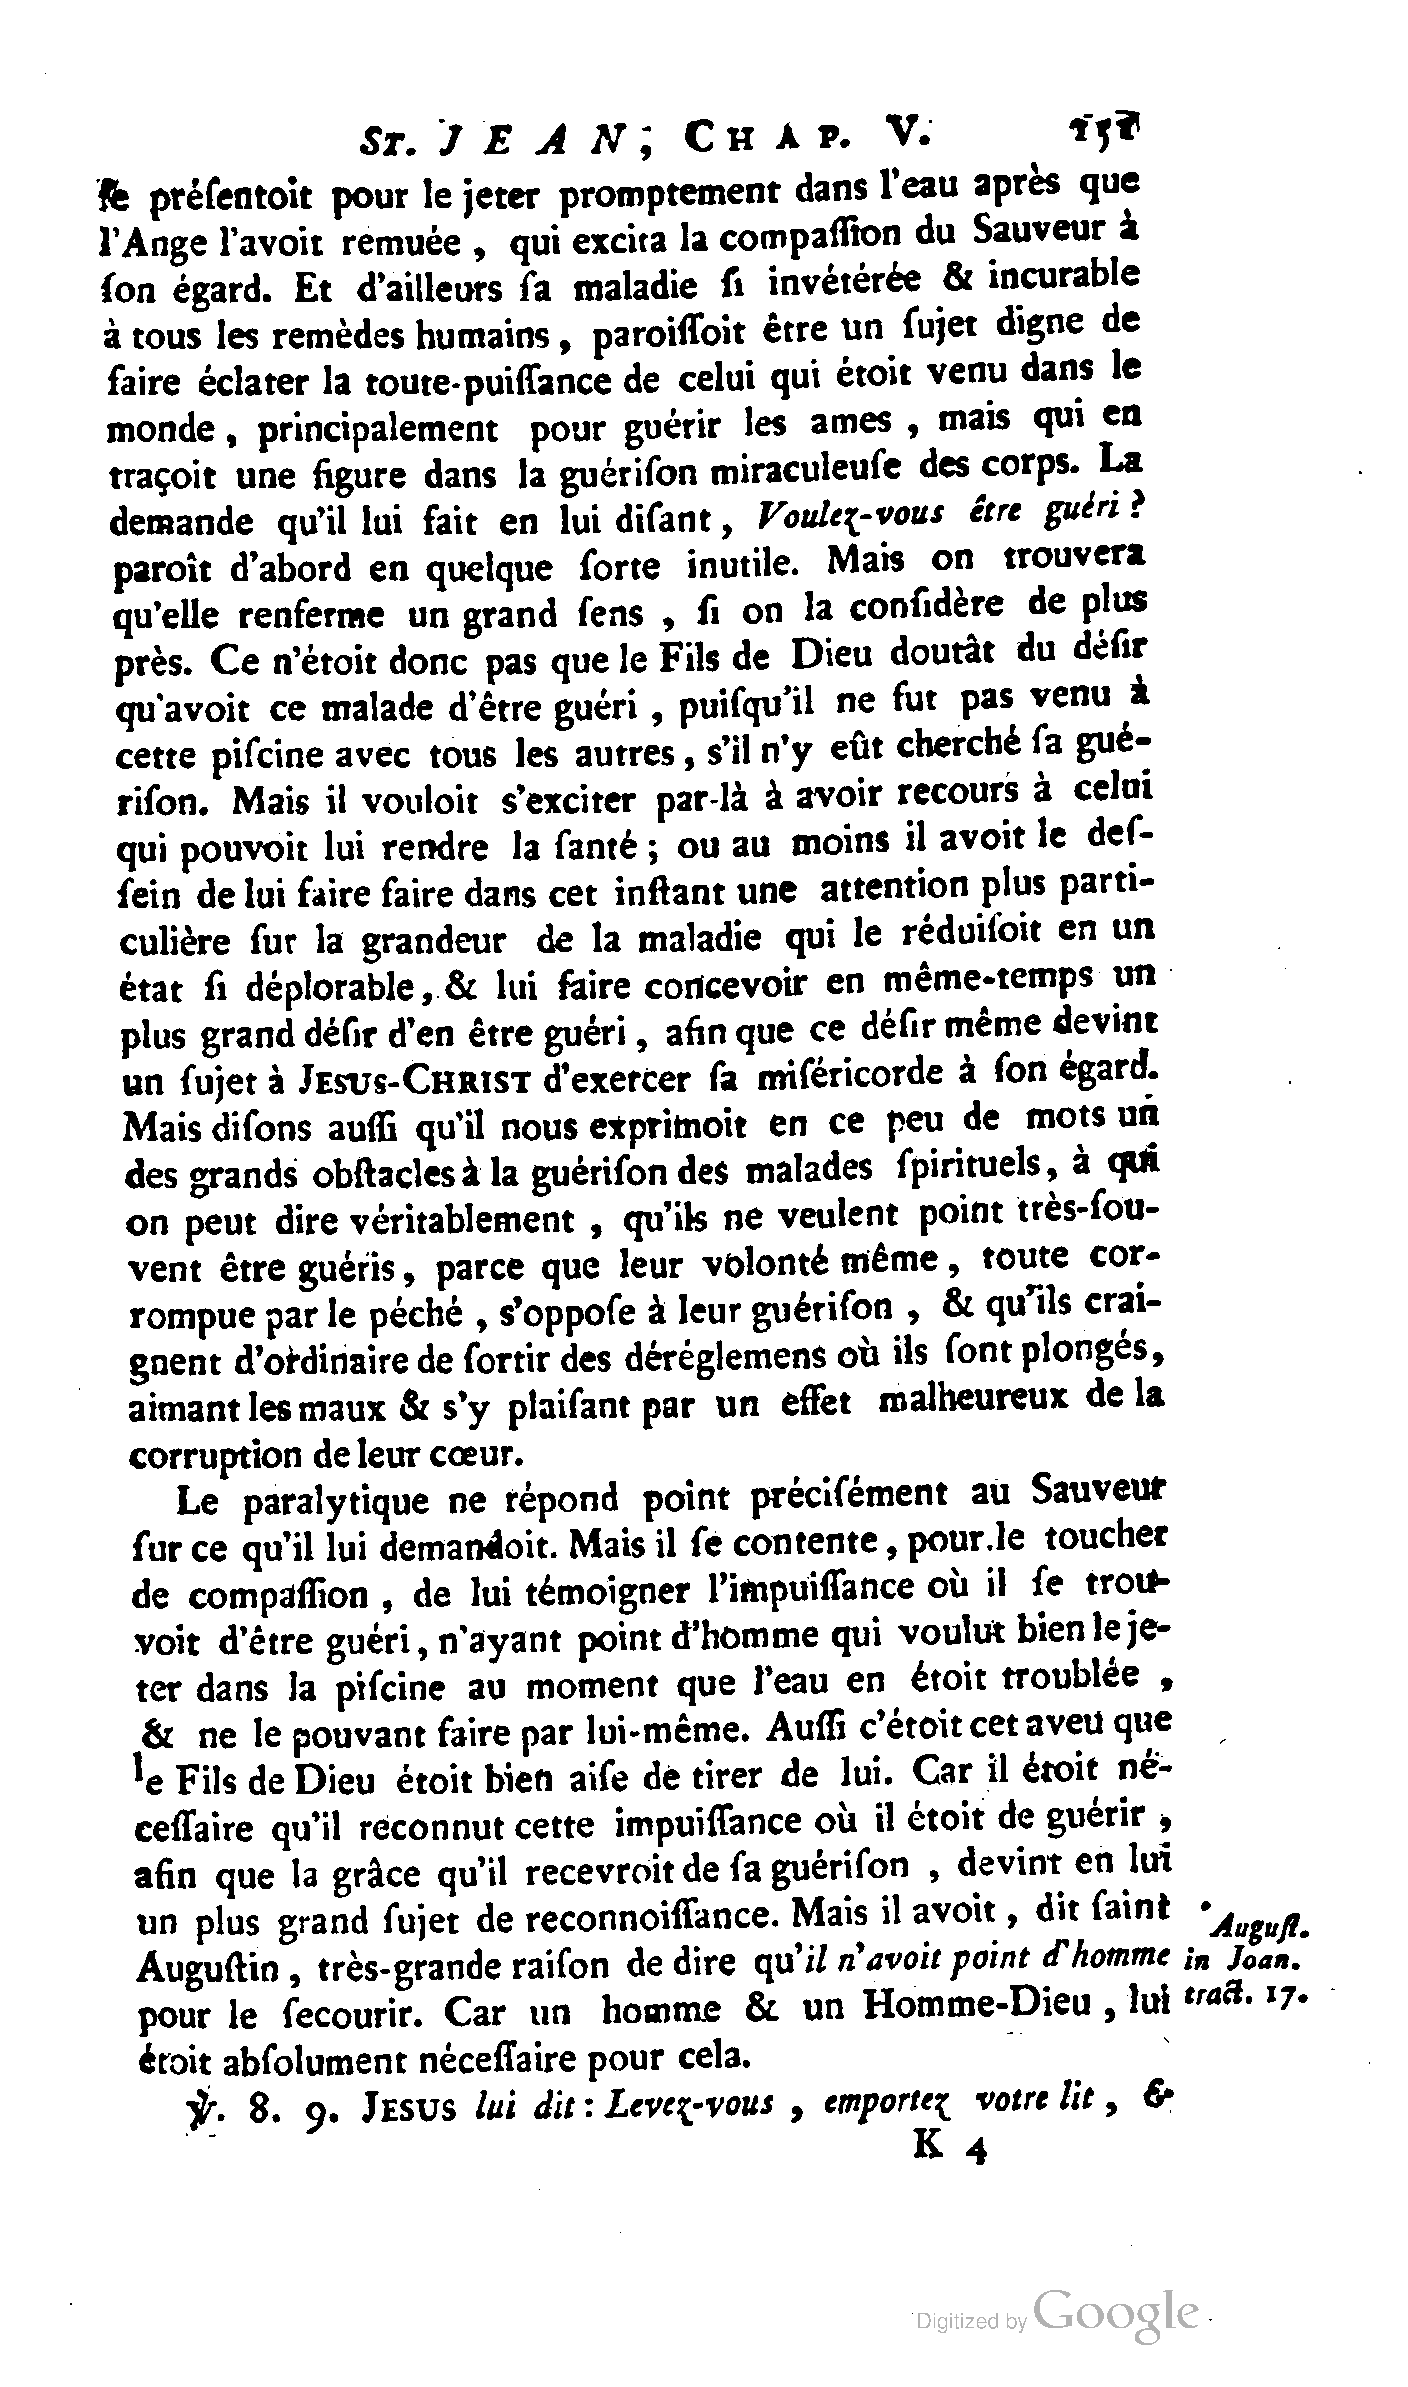 ST. JEAN, CHAP. V. 151
ſe préſentoit pour le jeter promptement dans l'eau après que
l'Ange l'avoit remuée, qui excita la compaſſion du Sauveur à
ſon égard. Et d'ailleurs ſa maladie ſi invétérée & incurable
à tous les remèdes humains, paroiſſoit être un ſujet digne de
faire éclater la toute-puiſſance de celui qui étoit venu dans le
monde, principalement pour guérir les ames, mais qui en
traçoit une figure dans la guériſon miraculeuſe des corps. La
demande qu'il lui fait en lui diſant, Voulez-vous être guéri?
paroît d'abord en quelque ſorte inutile. Mais on trouvera
qu'elle renferme un grand ſens, ſi on la conſidère de plus
près. Ce n'étoit donc pas que le Fils de Dieu doutât du déſir
qu'avoit ce malade d'être guéri, puiſqu'il ne fut pas venu à
cette piſcine avec tous les autres, s'il n'y eût cherché ſa gué-
riſon. Mais il vouloit s'exciter par-là à avoir recours à celui
qui pouvoit lui rendre la ſanté; ou au moins il avoit le deſ-
ſein de lui faire faire dans cet inſtant une attention plus parti-
culière ſur la grandeur de la maladie qui le réduiſoit en un
état ſi déplorable, & lui faire concevoir en même-temps un
plus grand déſir d'en être guéri, afin que ce déſir même devint
un ſujet à JESUS-CHRIST d'exercer ſa miſéricorde à ſon égard.
Mais diſons auſſi qu'il nous exprimoit en ce peu de mots un
des grands obſtacles à la guériſon des malades ſpirituels, à qui
on peut dire véritablement, qu'ils ne veulent point très-ſou-
vent être guéris, parce que leur volonté même, toute cor-
rompue par le péché, s'oppoſe à leur guériſon, & qu'ils crai-
gnent d'ordinaire de ſortir des déréglemens où ils ſont plongés,
aimant les maux & s'y plaiſant par un effet malheureux de la
corruption de leur cœur.
Le paralytique ne répond point préciſément au Sauveur
ſur ce qu'il lui demandoit. Mais il ſe contente, pour le toucher
de compaſſion, de lui témoigner l'impuiſſance où il ſe trou-
voit d'être guéri, n'ayant point d'homme qui voulut bien le je-
ter dans la piſcine au moment que l'eau en étoit troublée,
& ne le pouvant faire par lui-même. Auſſi c'étoit cet aveu que
le Fils de Dieu étoit bien aiſe de tirer de lui. Car il étoit né-
ceſſaire qu'il reconnut cette impuiſſance où il étoit de guérir,
afin que la grâce qu'il recevroit de ſa guériſon, devint en lui
un plus grand ſujet de reconnoiſſance. Mais il avoit, dit ſaint
Auguſtin, très-grande raiſon de dire qu'il n'avoit point d'homme
pour le ſecourir. Car un homme & un Homme-Dieu, lui
étoit abſolument néceſſaire pour cela.
Auguſt.
in Joan.
tract. 17.
℣. 8. 9. JESUS lui dit: Levez-vous, emportez votre lit, &
K 4
Digitized by Google